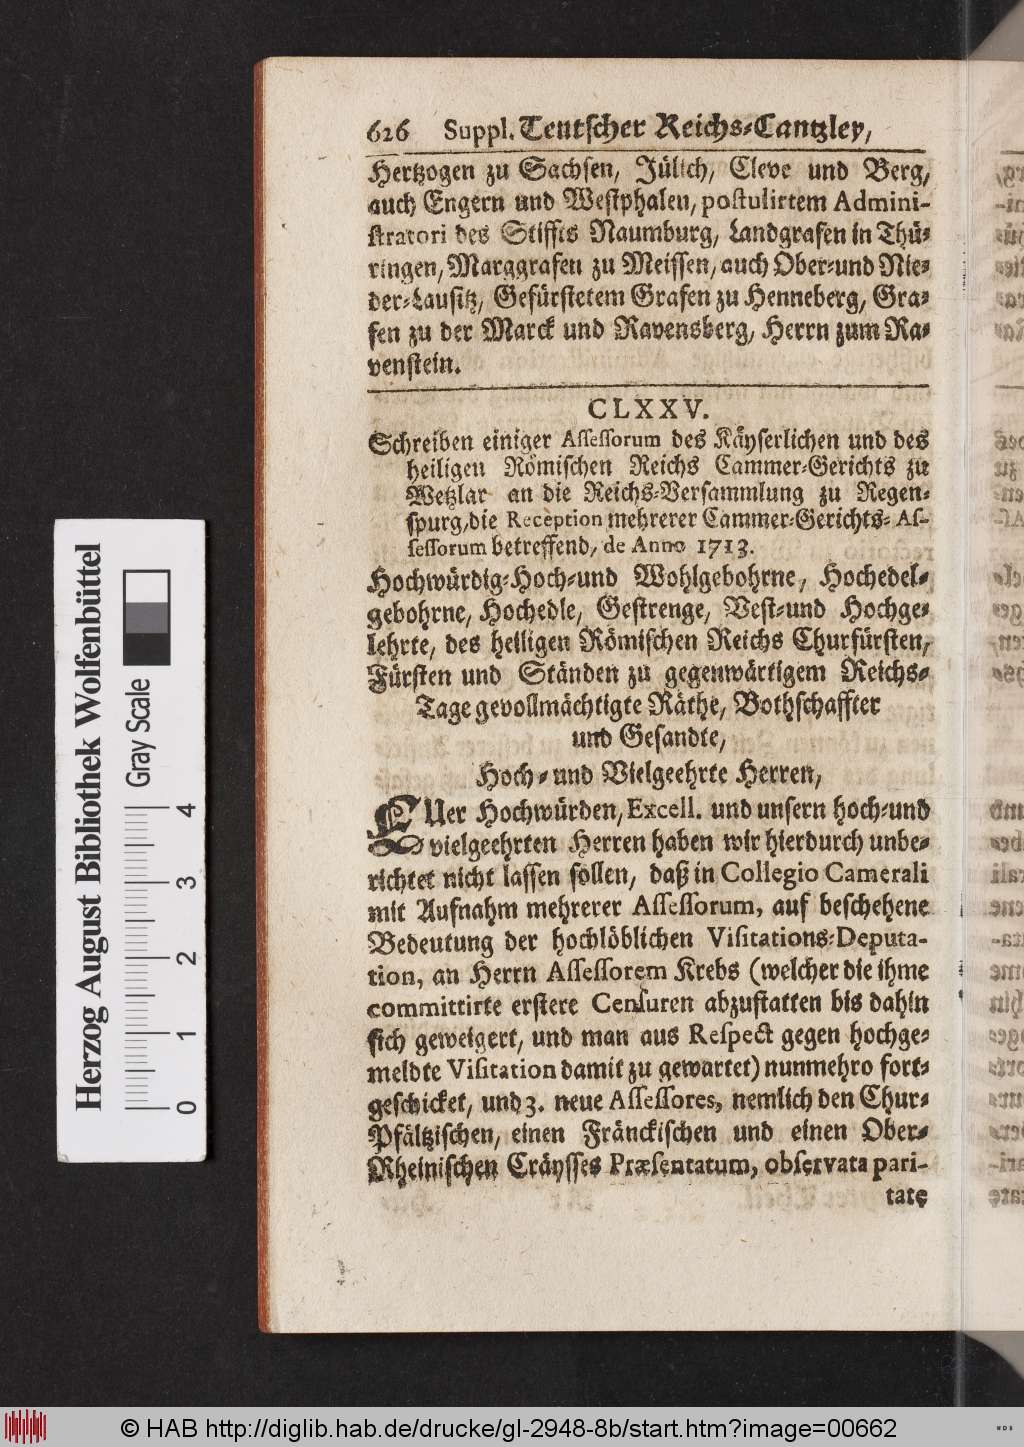 626 Suppl. Teutscher Reichs-Cantzley,
Hertzogen zu Sachsen, Jülich, Cleve und Berg,
auch Engern und Westphalen, postulirtem Admini-
stratori des Stiffts Naumburg, Landgrafen in Thü-
ringen, Marggrafen zu Meissen, auch Ober-und Nie-
der-Lausitz, Gefürstetem Grafen zu Henneberg, Gra-
fen zu der Marck und Ravensberg, Herrn zum Ra-
venstein.
CLXXV.
Schreiben einiger Assessorum des Käyserlichen und des
heiligen Römischen Reichs Cammer-Gerichts zu
Wetzlar an die Reichs-Versammlung zu Regen-
spurg, die Reception mehrerer Cammer-Gerichts- As-
sessorum betreffend, de Anno 1713.
Hochwürdig-Hoch-und Wohlgebohrne, Hochedel-
gebohrne, Hochedle, Gestrenge, Vest-und Hochge-
lehrte, des heiligen Römischen Reichs Churfürsten,
Fürsten und Ständen zu gegenwärtigem Reichs-
Tage gevollmächtigte Räthe, Bothschaffter
und Gesandte,
Hoch-und Vielgeehrte Herren,
EUer Hochwürden, Excell. und unsern hoch-und
vielgeehrten Herren haben wir hierdurch unbe-
richtet nicht lassen sollen, daß in Collegio Camerali
mit Aufnahm mehrerer Assessorum, auf beschehene
Bedeutung der hochlöblichen Visitations-Deputa-
tion, an Herrn Assessorem Krebs (welcher die ihme
committirte erstere Censuren abzustatten bis dahin
sich geweigert, und man aus Respect gegen hochge-
meldte Visitation damit zu gewartet) nunmehro fort-
geschicket, und 3. neue Assessores, nemlich den Chur-
Pfältzischen, einen Fränckischen und einen Ober-
Rheinischen Cräysses Præsentatum, observata pari-
tate
Herzog August Bibliothek Wolfenbüttel
Gray Scale
0 1 2 3 4
© HAB http://diglib.hab.de/drucke/gl-2948-8b/start.htm?image=00662